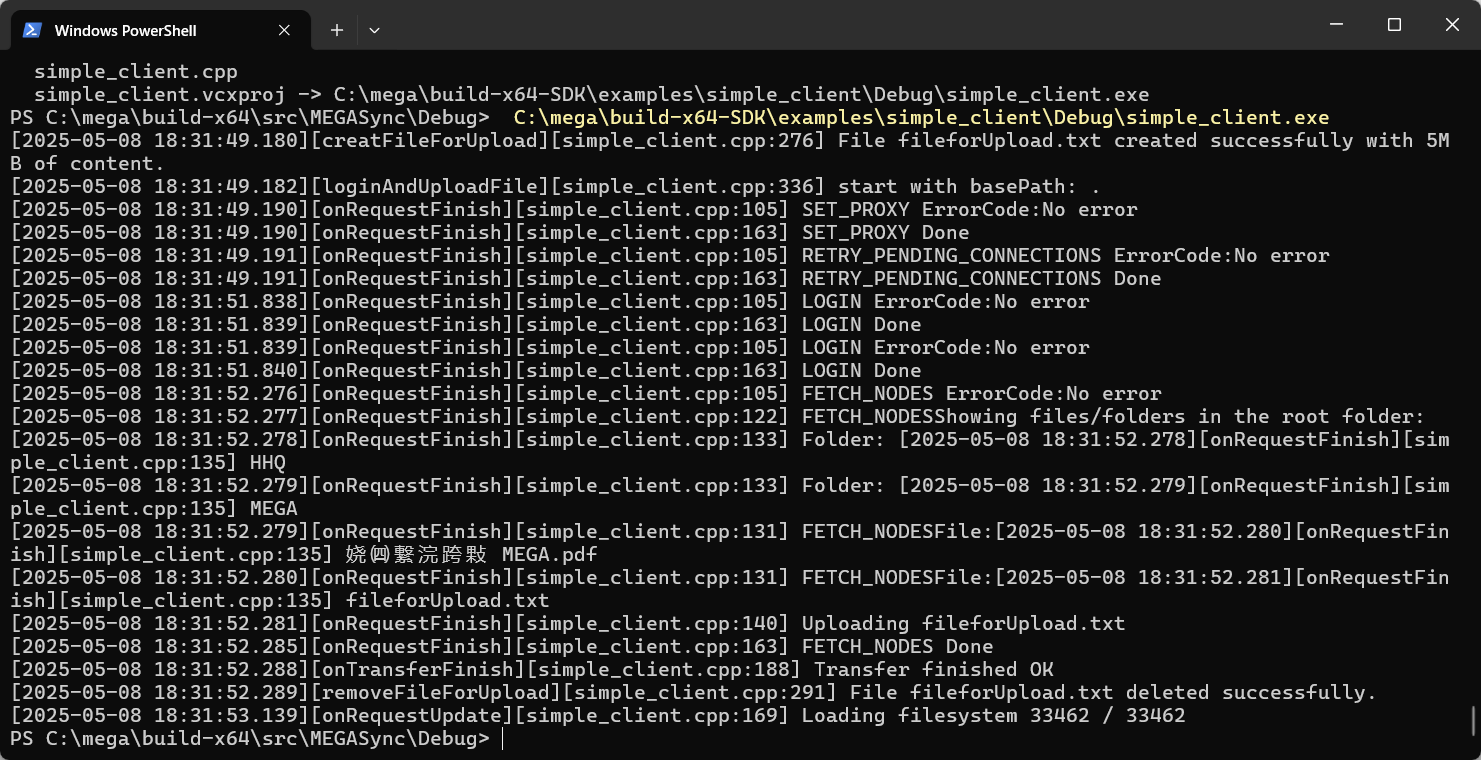 Windows PowerShell
simple_client.cpp
simple_client.vcxproj -> C:\mega\build-x64-SDK\examples\simple_client\Debug\simple_client.exe
PS C:\mega\build-x64\src\MEGASync\Debug>  C:\mega\build-x64-SDK\examples\simple_client\Debug\simple_client.exe
[2025-05-08 18:31:49.180][creatFileForUpload][simple_client.cpp:276] File fileforUpload.txt created successfully with 5M
B of content.
[2025-05-08 18:31:49.182][loginAndUploadFile][simple_client.cpp:336] start with basePath: .
[2025-05-08 18:31:49.190][onRequestFinish][simple_client.cpp:105] SET_PROXY ErrorCode:No error
[2025-05-08 18:31:49.190][onRequestFinish][simple_client.cpp:163] SET_PROXY Done
[2025-05-08 18:31:49.191][onRequestFinish][simple_client.cpp:105] RETRY_PENDING_CONNECTIONS ErrorCode:No error
[2025-05-08 18:31:49.191][onRequestFinish][simple_client.cpp:163] RETRY_PENDING_CONNECTIONS Done
[2025-05-08 18:31:51.838][onRequestFinish][simple_client.cpp:105] LOGIN ErrorCode:No error
[2025-05-08 18:31:51.839][onRequestFinish][simple_client.cpp:163] LOGIN Done
[2025-05-08 18:31:51.839][onRequestFinish][simple_client.cpp:105] LOGIN ErrorCode:No error
[2025-05-08 18:31:51.840][onRequestFinish][simple_client.cpp:163] LOGIN Done
[2025-05-08 18:31:52.276][onRequestFinish][simple_client.cpp:105] FETCH_NODES ErrorCode:No error
[2025-05-08 18:31:52.277][onRequestFinish][simple_client.cpp:122] FETCH_NODESShowing files/folders in the root folder:
[2025-05-08 18:31:52.278][onRequestFinish][simple_client.cpp:133] Folder: [2025-05-08 18:31:52.278][onRequestFinish][sim
ple_client.cpp:135] HHQ
[2025-05-08 18:31:52.279][onRequestFinish][simple_client.cpp:133] Folder: [2025-05-08 18:31:52.279][onRequestFinish][sim
ple_client.cpp:135] MEGA
[2025-05-08 18:31:52.279][onRequestFinish][simple_client.cpp:131] FETCH_NODESFile:[2025-05-08 18:31:52.280][onRequestFin
ish][simple_client.cpp:135] MEGA.pdf
[2025-05-08 18:31:52.280][onRequestFinish][simple_client.cpp:131] FETCH_NODESFile:[2025-05-08 18:31:52.281][onRequestFin
ish][simple_client.cpp:135] fileforUpload.txt
[2025-05-08 18:31:52.281][onRequestFinish][simple_client.cpp:140] Uploading fileforUpload.txt
[2025-05-08 18:31:52.285][onRequestFinish][simple_client.cpp:163] FETCH_NODES Done
[2025-05-08 18:31:52.288][onTransferFinish][simple_client.cpp:188] Transfer finished OK
[2025-05-08 18:31:52.289][removeFileForUpload][simple_client.cpp:291] File fileforUpload.txt deleted successfully.
[2025-05-08 18:31:53.139][onRequestUpdate][simple_client.cpp:169] Loading filesystem 33462 / 33462
PS C:\mega\build-x64\src\MEGASync\Debug>